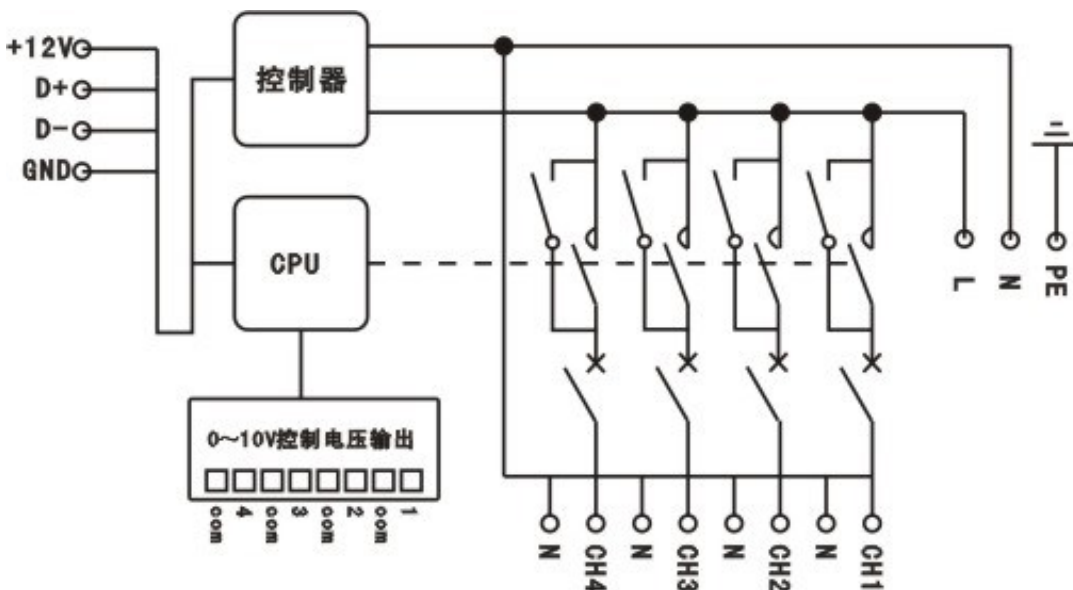 +12V
D+
D-
GND
控制器
CPU
0～10V控制电压输出
com
4
com
3
com
2
com
1
L
N
PE
N
CH4
N
CH3
N
CH2
N
CH1